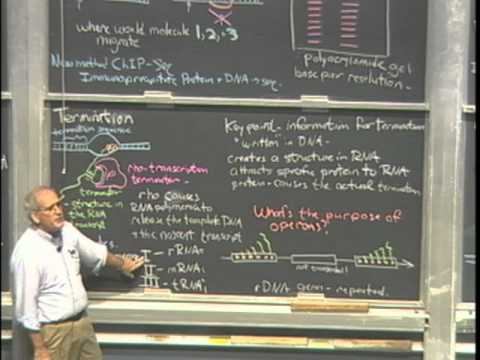 where would molecule 1, 2, or 3
migrate
New method ChIP-Seq
Immunoprecipitate Protein + DNA → seq.
polyacrylamide gel
base pair resolution.
Termination
termination sequence
rho-transcription
terminator
structure in
the RNA
rho causes
RNA polymerase to
release the template DNA
+ the nascent transcript
I - rRNA
II - mRNA
III - tRNA
Key point - information for termination
"written in DNA"
creates a structure in RNA
attracts specific protein to RNA
protein - causes the actual termination
What's the purpose of
operons?
not transcribed
rDNA genes - repeated